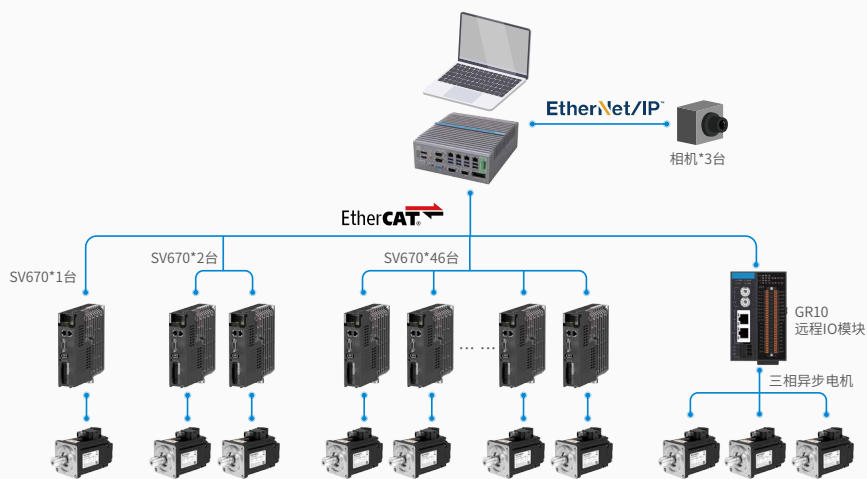 EtherNet/IP™
相机*3台
EtherCAT®
SV670*1台
SV670*2台
SV670*46台
… …
GR10
远程IO模块
三相异步电机